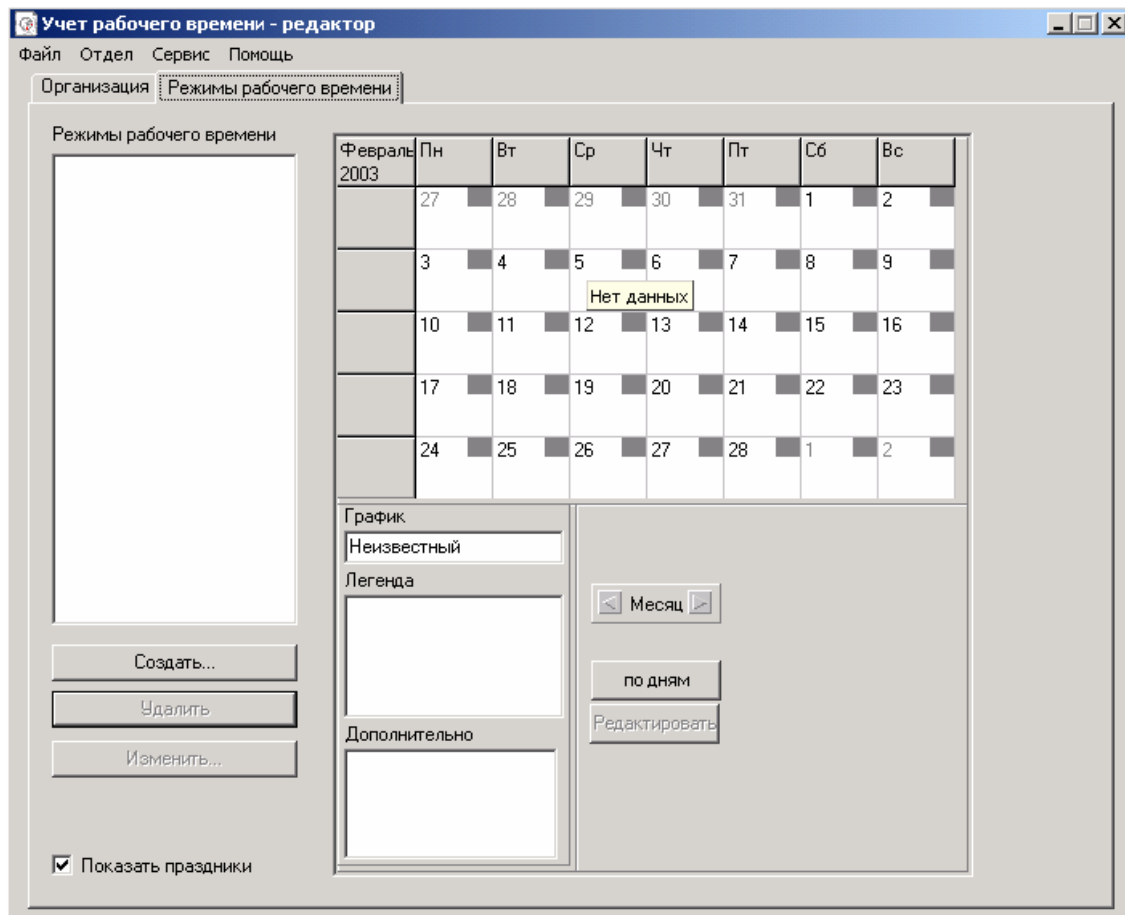 Учет рабочего времени - редактор
Файл Отдел Сервис Помощь
Организация Режимы рабочего времени
Режимы рабочего времени
Февраль Пн Вт Ср Чт Пт Сб Вс
2003
27 28 29 30 31 1 2
3 4 5 6 7 8 9
Нет данных
10 11 12 13 14 15 16
17 18 19 20 21 22 23
24 25 26 27 28 1 2
График
Неизвестный
Легенда
< Месяц >
Создать...
по дням
Удалить
Редактировать
Дополнительно
Изменить...
Показать праздники